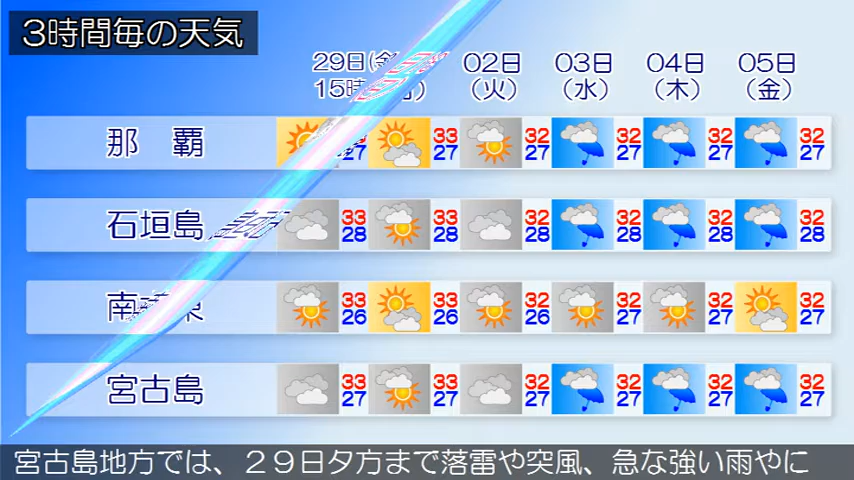 3時間毎の天気
29日 02日 03日 04日 05日
15時 (火) (水) (木) (金)
那覇 27 33 27 32 27 32 27 32 27 32 27
石垣島 33 28 33 28 32 28 32 28 32 28 32 28
南 33 26 33 26 32 26 32 27 32 27 32 27
宮古島 33 27 33 27 32 27 32 27 32 27 32 27
宮古島地方では、29日夕方まで落雷や突風、急な強い雨やに